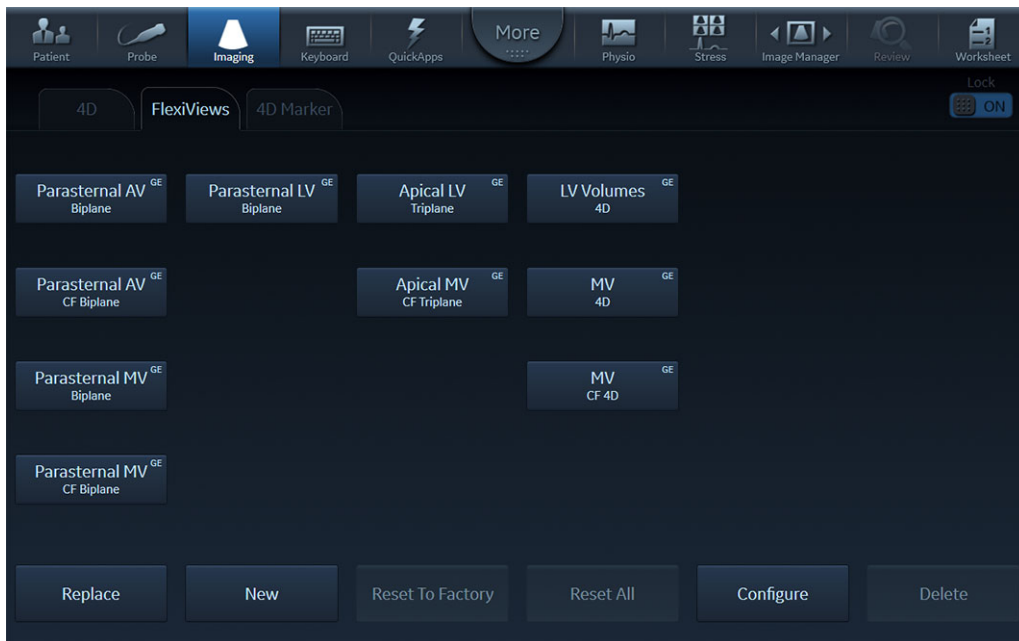 Patient
Probe
Imaging
Keyboard
QuickApps
More
Physio
Stress
Image Manager
Review
Worksheet
4D
FlexiViews
4D Marker
Lock
ON
Parasternal AV GE
Biplane
Parasternal LV GE
Biplane
Apical LV GE
Triplane
LV Volumes GE
4D
Parasternal AV GE
CF Biplane
Apical MV GE
CF Triplane
MV GE
4D
Parasternal MV GE
Biplane
MV GE
CF 4D
Parasternal MV GE
CF Biplane
Replace
New
Reset To Factory
Reset All
Configure
Delete